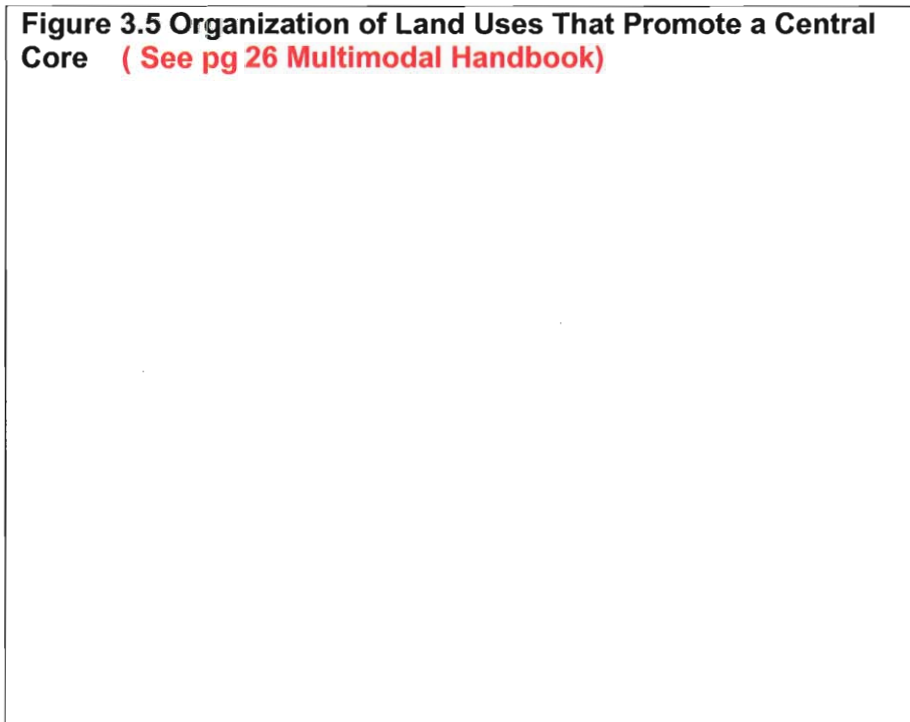 Figure 3.5 Organization of Land Uses That Promote a Central
Core ( See pg 26 Multimodal Handbook)